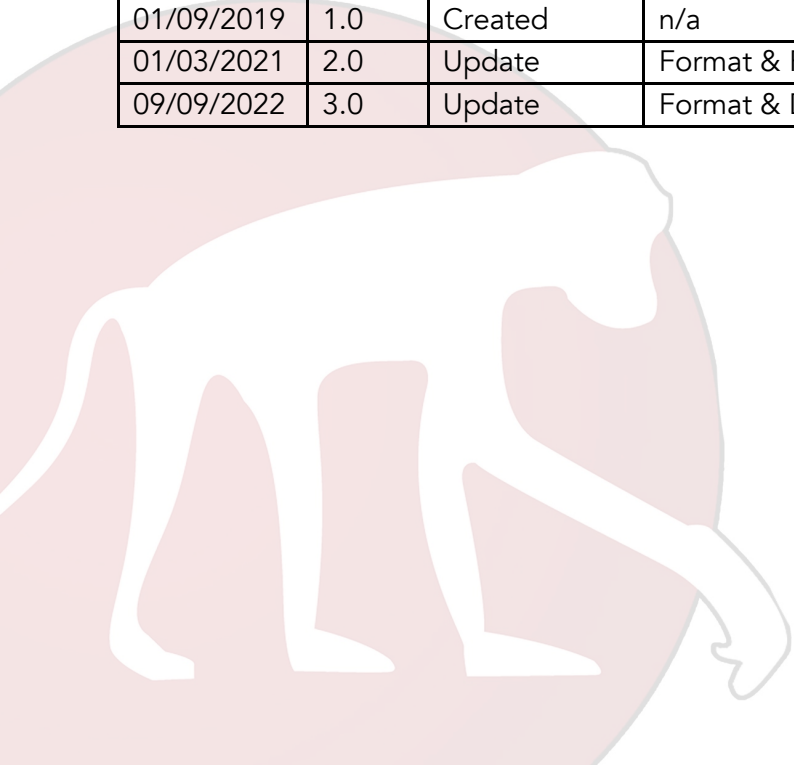 01/09/2019 1.0 Created n/a
01/03/2021 2.0 Update Format &
09/09/2022 3.0 Update Format &